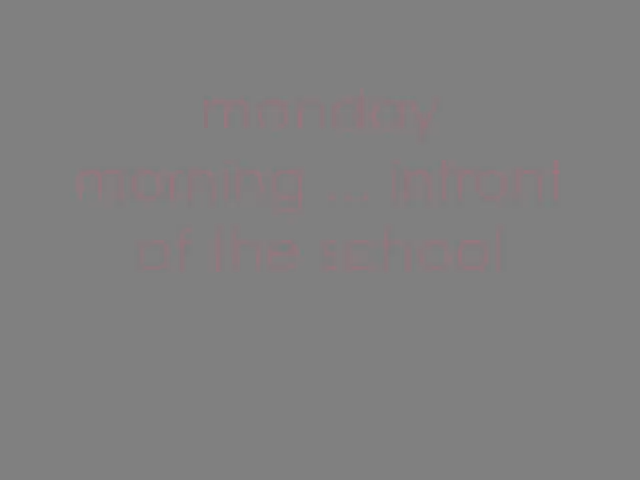 monday
morning ... infront
of the school